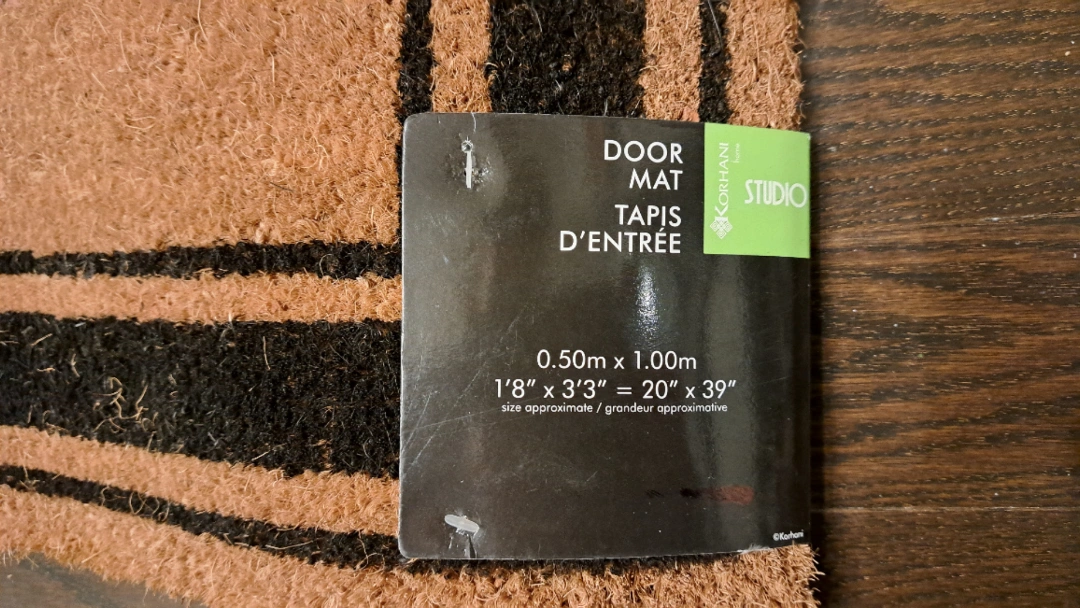 DOOR
MAT
TAPIS
D'ENTRÉE
KORHANI
home
STUDIO
0.50m x 1.00m
1'8" x 3'3" = 20" x 39"
size approximate / grandeur approximative
©Korhani